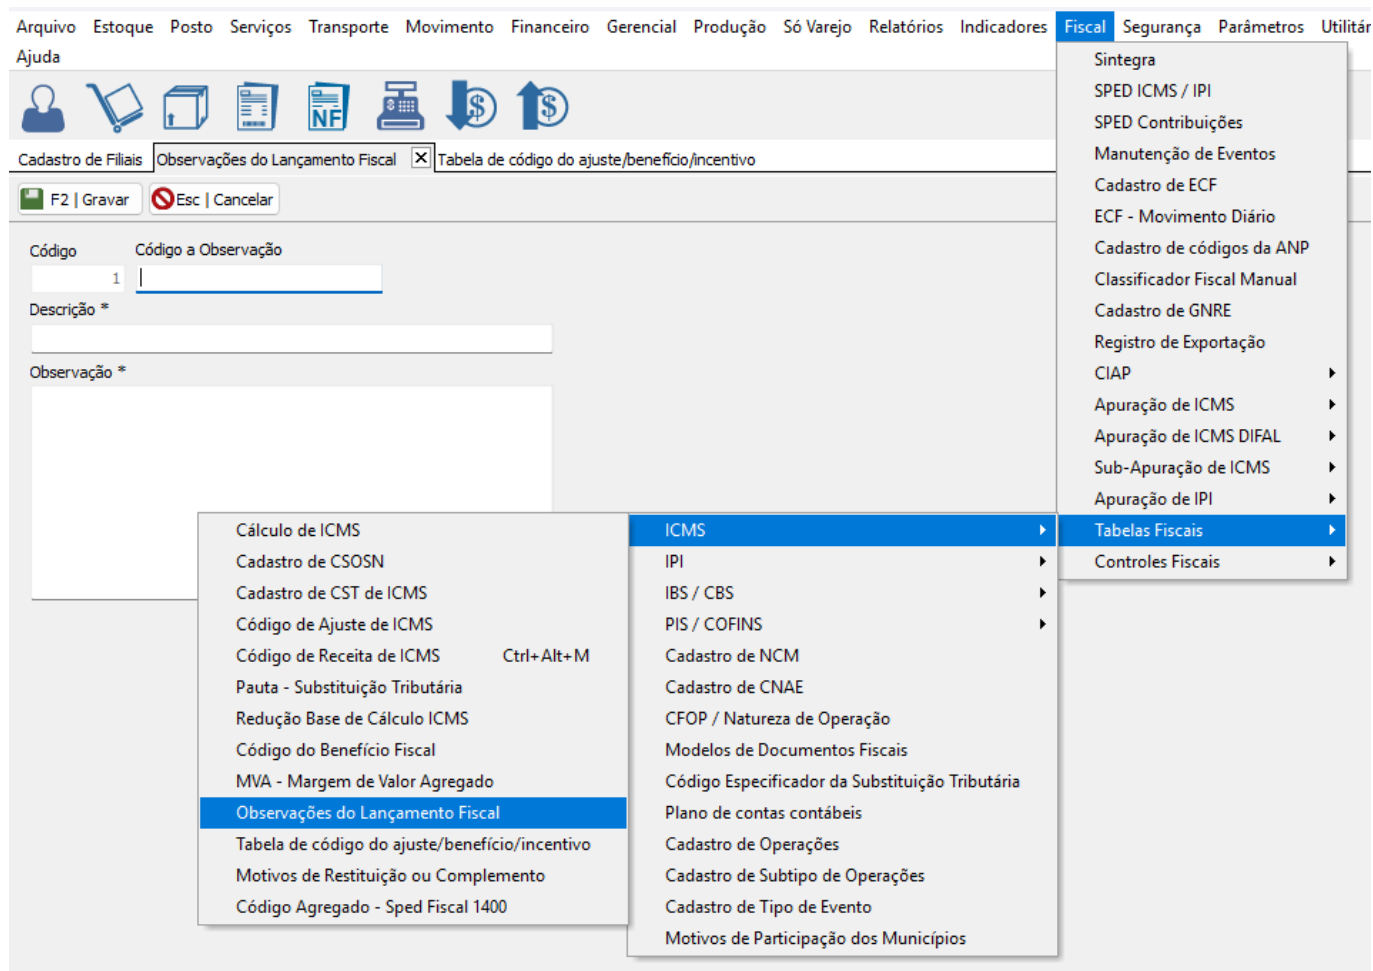 Arquivo Estoque Posto Serviços Transporte Movimento Financeiro Gerencial Produção Só Varejo Relatórios Indicadores Fiscal Segurança Parâmetros Utilitár
Ajuda
NF
Cadastro de Filiais Observações do Lançamento Fiscal Tabela de código do ajuste/benefício/incentivo
F2 | Gravar Esc | Cancelar
Código Código a Observação
1
Descrição *
Observação *
Sintegra
SPED ICMS / IPI
SPED Contribuições
Manutenção de Eventos
Cadastro de ECF
ECF - Movimento Diário
Cadastro de códigos da ANP
Classificador Fiscal Manual
Cadastro de GNRE
Registro de Exportação
CIAP
Apuração de ICMS
Apuração de ICMS DIFAL
Sub-Apuração de ICMS
Apuração de IPI
Tabelas Fiscais
Controles Fiscais
ICMS
IPI
IBS / CBS
PIS / COFINS
Cadastro de NCM
Cadastro de CNAE
CFOP / Natureza de Operação
Modelos de Documentos Fiscais
Código Especificador da Substituição Tributária
Plano de contas contábeis
Cadastro de Operações
Cadastro de Subtipo de Operações
Cadastro de Tipo de Evento
Motivos de Participação dos Municípios
Cálculo de ICMS
Cadastro de CSOSN
Cadastro de CST de ICMS
Código de Ajuste de ICMS
Código de Receita de ICMS Ctrl+Alt+M
Pauta - Substituição Tributária
Redução Base de Cálculo ICMS
Código do Benefício Fiscal
MVA - Margem de Valor Agregado
Observações do Lançamento Fiscal
Tabela de código do ajuste/benefício/incentivo
Motivos de Restituição ou Complemento
Código Agregado - Sped Fiscal 1400